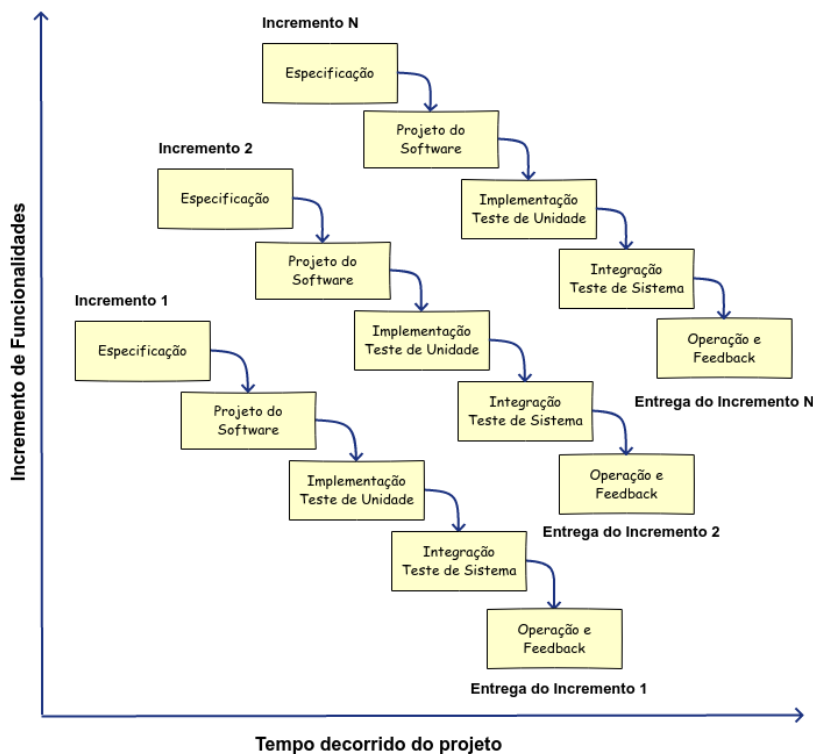 Incremento N
Especificação
Projeto do
Software
Implementação
Teste de Unidade
Integração
Teste de Sistema
Operação e
Feedback
Entrega do Incremento N
Incremento 2
Especificação
Projeto do
Software
Implementação
Teste de Unidade
Integração
Teste de Sistema
Operação e
Feedback
Entrega do Incremento 2
Incremento 1
Especificação
Projeto do
Software
Implementação
Teste de Unidade
Integração
Teste de Sistema
Operação e
Feedback
Entrega do Incremento 1
Incremento de Funcionalidades
Tempo decorrido do projeto